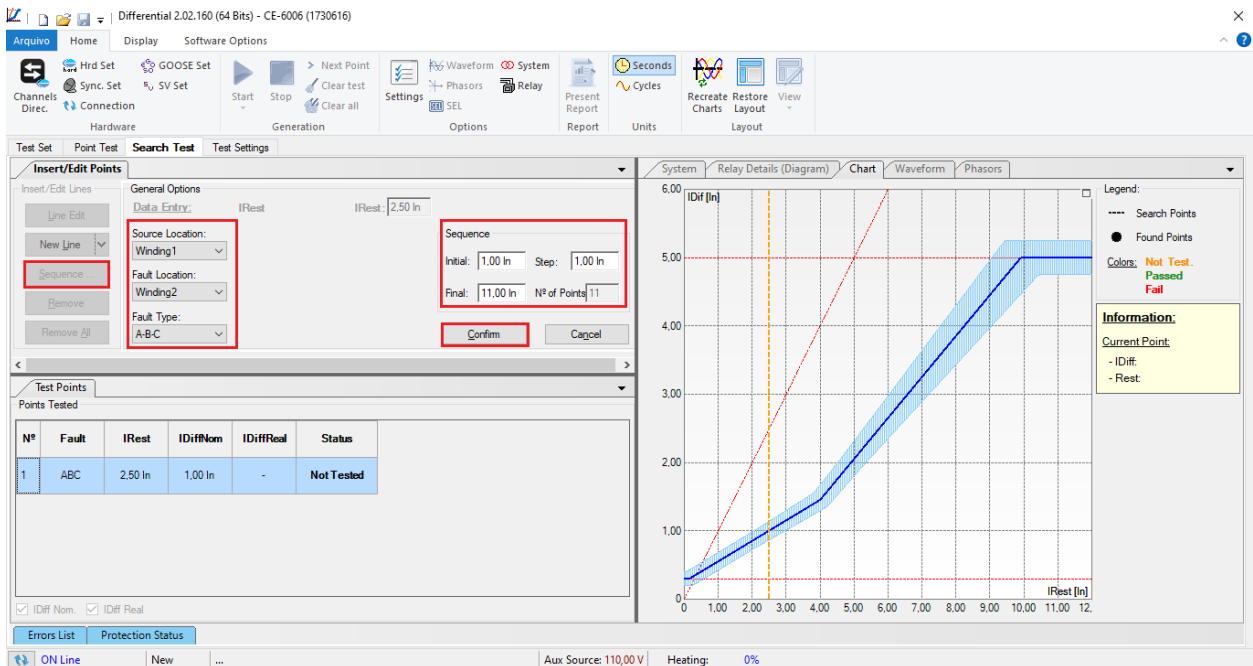 Differential 2.02.160 (64 Bits) - CE-6006 (1730616)
Arquivo Home Display Software Options
Channels Direc.
Hrd Set
Sync. Set
Connection
GOOSE Set
SV Set
Hardware
Start
Stop
Next Point
Clear test
Clear all
Generation
Settings
Waveform
Phasors
SEL
System
Relay
Options
Present Report
Report
Seconds
Cycles
Units
Recreate Charts
Restore Layout
View
Layout
Test Set Point Test Search Test Test Settings
Insert/Edit Points
Insert/Edit Lines
Line Edit
New Line
Sequence ...
Remove
Remove All
General Options
Data Entry: IRest IRest: 2,50 In
Source Location:
Winding1
Fault Location:
Winding2
Fault Type:
A-B-C
Sequence
Initial: 1,00 In Step: 1,00 In
Final: 11,00 In Nº of Points 11
Confirm Cancel
Test Points
Points Tested
Nº Fault IRest IDiffNom IDiffReal Status
1 ABC 2,50 In 1,00 In - Not Tested
IDiff Nom. IDiff Real
System Relay Details (Diagram) Chart Waveform Phasors
IDif [In]
6,00
5,00
4,00
3,00
2,00
1,00
0
IRest [In]
0 1,00 2,00 3,00 4,00 5,00 6,00 7,00 8,00 9,00 10,00 11,00 12,
Legend:
Search Points
Found Points
Colors: Not Test.
Passed
Fail
Information:
Current Point:
- IDiff:
- Rest:
Errors List Protection Status
ON Line New ... Aux Source: 110,00 V Heating: 0%